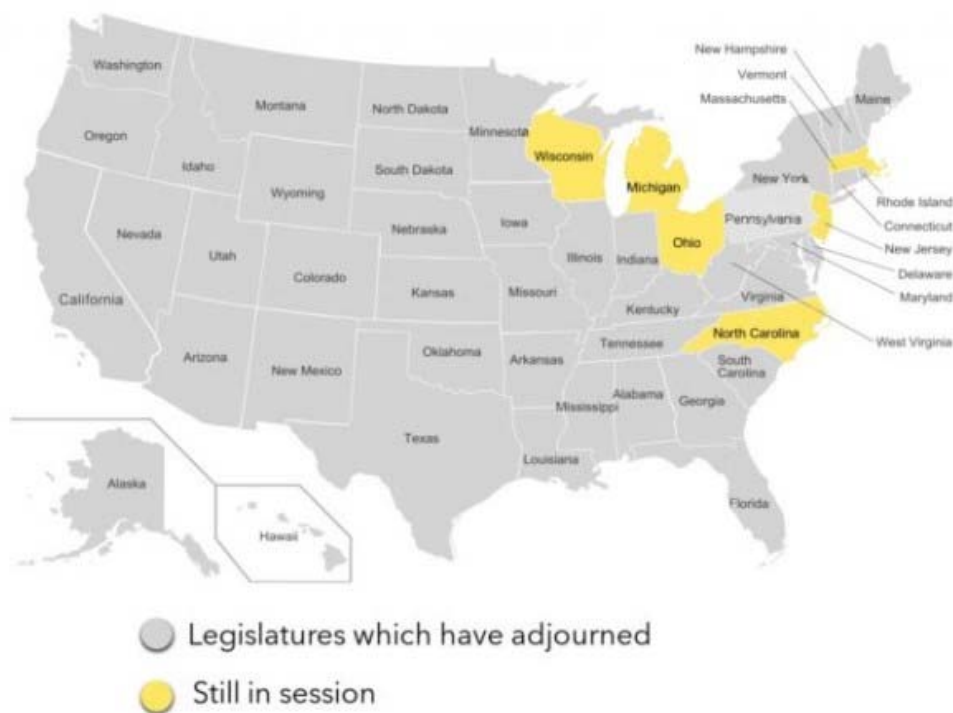 Washington
Montana
North Dakota
Minnesota
New Hampshire
Vermont
Massachusetts
Maine
Oregon
Idaho
Wyoming
South Dakota
Wisconsin
Michigan
New York
Rhode Island
Connecticut
New Jersey
Delaware
Maryland
West Virginia
Nevada
Utah
Colorado
Nebraska
Iowa
Illinois
Indiana
Ohio
Pennsylvania
California
Kansas
Missouri
Kentucky
Virginia
Arizona
New Mexico
Oklahoma
Arkansas
Tennessee
North Carolina
South
Carolina
Texas
Louisiana
Mississippi
Alabama
Georgia
Florida
Alaska
Hawaii
Legislatures which have adjourned
Still in session